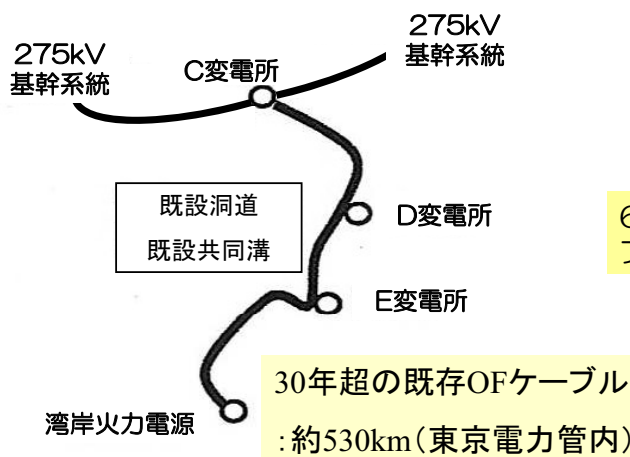 275kV
基幹系統
C変電所
275kV
基幹系統
既設洞道
既設共同溝
D変電所
E変電所
湾岸火力電源
30年超の既存OFケーブル
:約530km(東京電力管内)